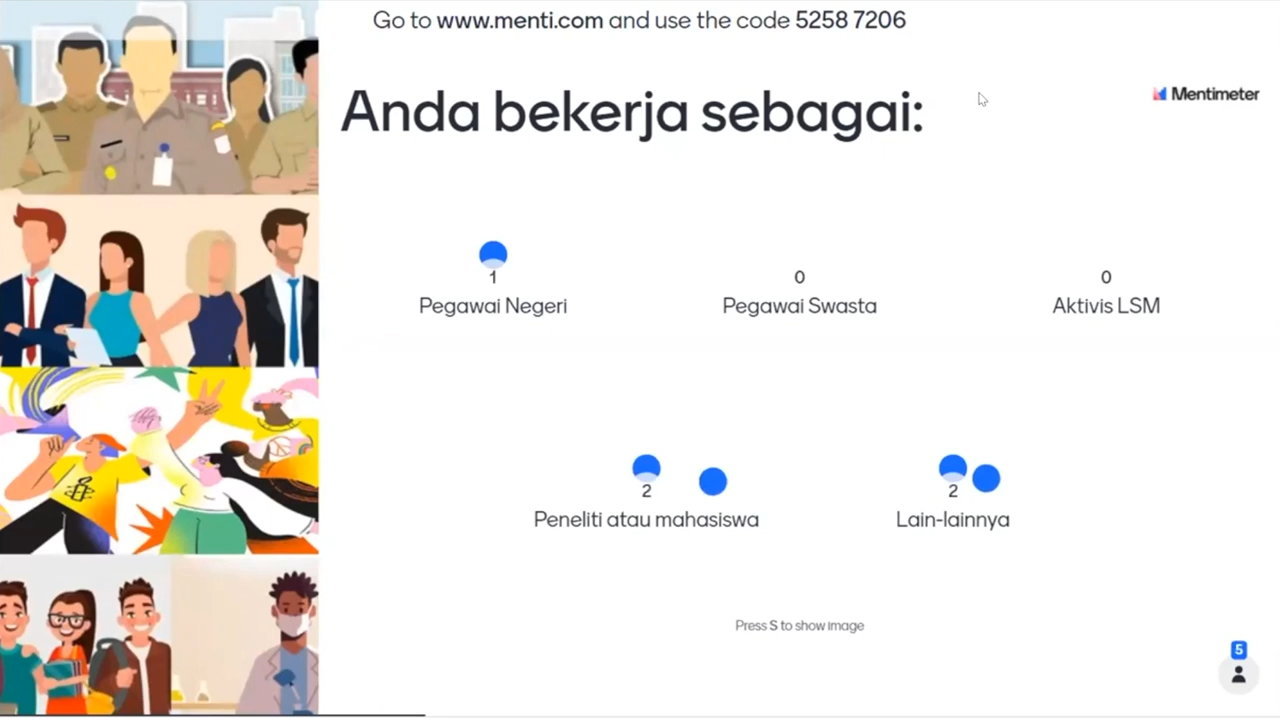 Go to www.menti.com and use the code 5258 7206
Anda bekerja sebagai:
Mentimeter
1
Pegawai Negeri
0
Pegawai Swasta
0
Aktivis LSM
2
Peneliti atau mahasiswa
2
Lain-lainnya
Press S to show image
5